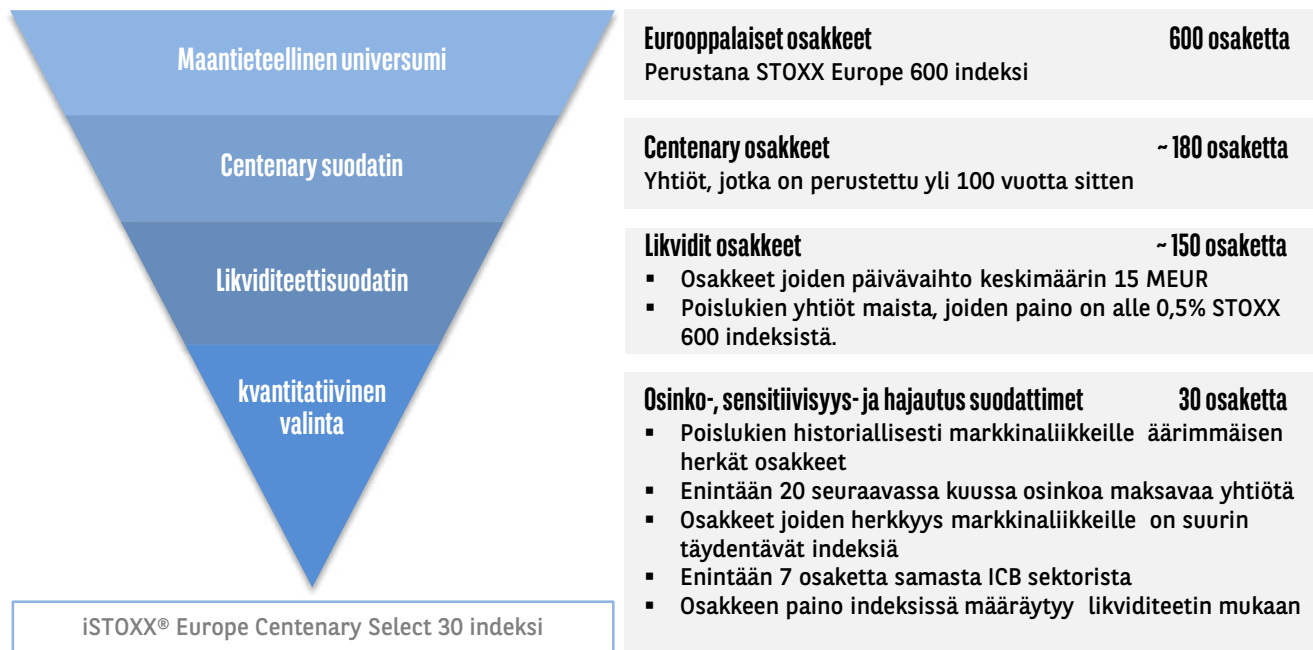 Maantieteellinen universumi
Eurooppalaiset osakkeet 600 osaketta
Perustana STOXX Europe 600 indeksi
Centenary suodatin
Centenary osakkeet ~ 180 osaketta
Yhtiöt, jotka on perustettu yli 100 vuotta sitten
Likviditeettisuodatin
Likvidit osakkeet ~ 150 osaketta
▪ Osakkeet joiden päivävaihto keskimäärin 15 MEUR
▪ Poislukien yhtiöt maista, joiden paino on alle 0,5% STOXX
600 indeksistä.
kvantitatiivinen
valinta
Osinko-, sensitiivisyys- ja hajautus suodattimet 30 osaketta
▪ Poislukien historiallisesti markkinaliikkeille äärimmäisen
herkät osakkeet
▪ Enintään 20 seuraavassa kuussa osinkoa maksavaa yhtiötä
▪ Osakkeet joiden herkkyys markkinaliikkeille on suurin
täydentävät indeksiä
▪ Enintään 7 osaketta samasta ICB sektorista
▪ Osakkeen paino indeksissä määräytyy likviditeetin mukaan
iSTOXX® Europe Centenary Select 30 indeksi